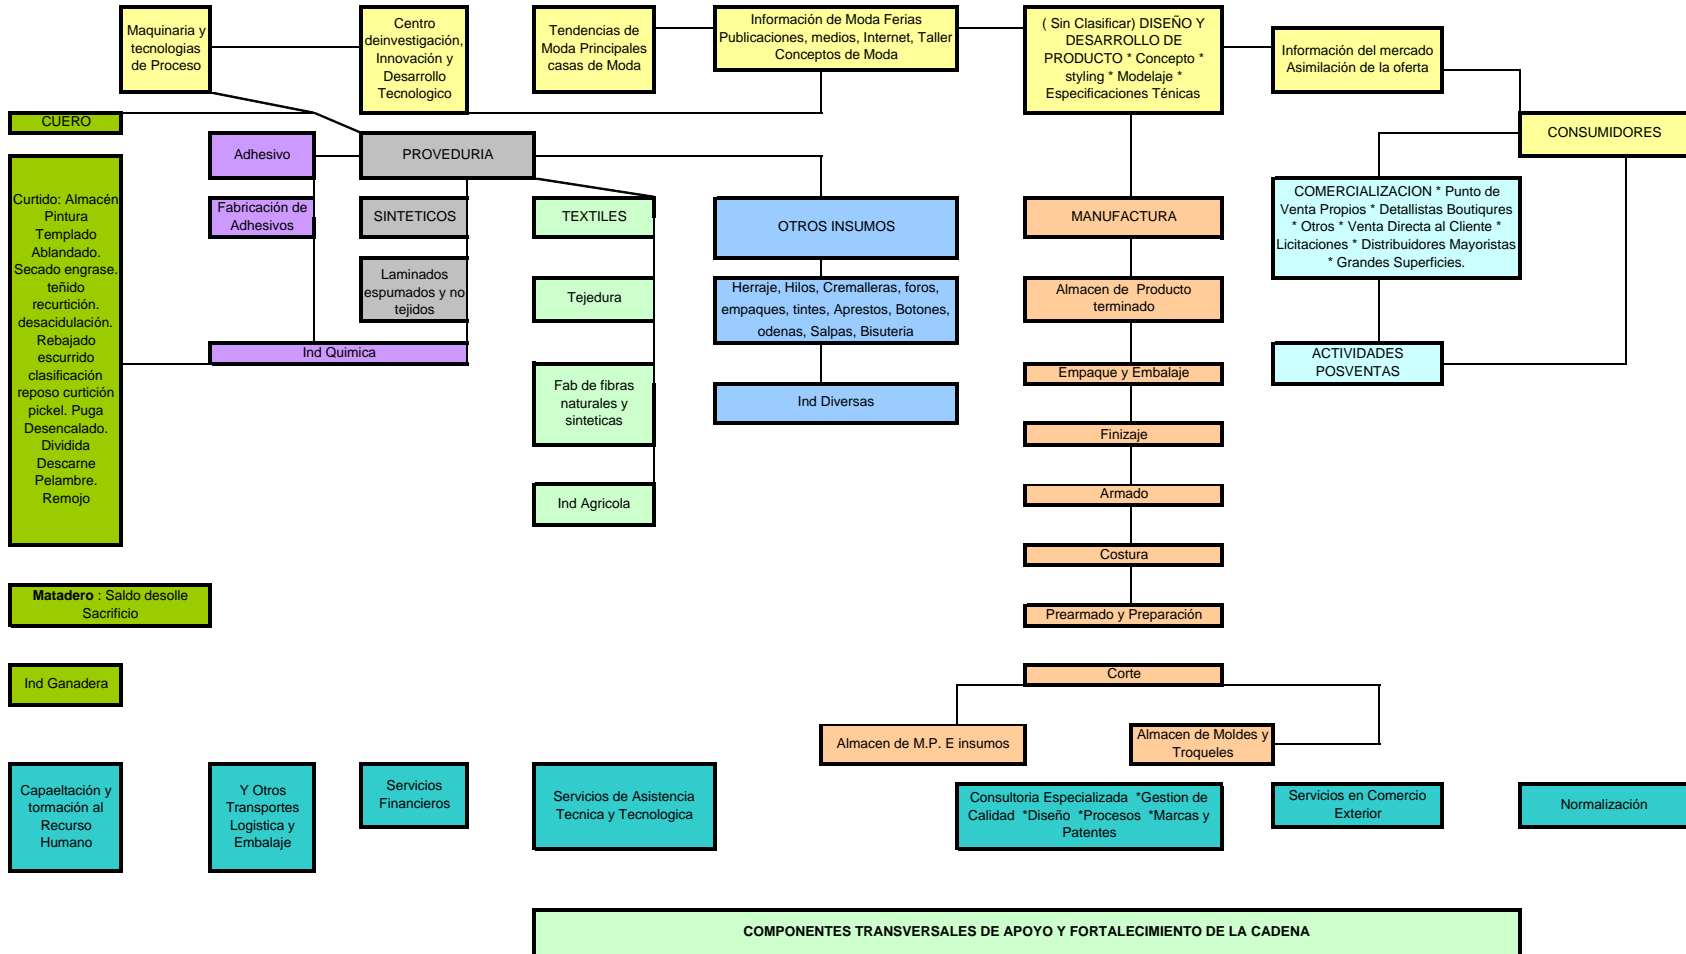 Maquinaria y
tecnologias
de Proceso
Centro
deinvestigación,
Innovación y
Desarrollo
Tecnologico
Tendencias de
Moda Principales
casas de Moda
Información de Moda Ferias
Publicaciones, medios, Internet, Taller
Conceptos de Moda
( Sin Clasificar) DISEÑO Y
DESARROLLO DE
PRODUCTO * Concepto *
styling * Modelaje *
Especificaciones Ténicas
Información del mercado
Asimilación de la oferta
CUERO
CONSUMIDORES
Adhesivo
PROVEDURIA
Curtido: Almacén
Pintura
Templado
Ablandado.
Secado engrase.
teñido
recurtición.
desacidulación.
Rebajado
escurrido
clasificación
reposo curtición
pickel. Puga
Desencalado.
Dividida
Descarne
Pelambre.
Remojo
Fabricación de
Adhesivos
SINTETICOS
TEXTILES
OTROS INSUMOS
MANUFACTURA
COMERCIALIZACION * Punto de
Venta Propios * Detallistas Boutiqures
* Otros * Venta Directa al Cliente *
Licitaciones * Distribuidores Mayoristas
* Grandes Superficies.
Laminados
espumados y no
tejidos
Tejedura
Herraje, Hilos, Cremalleras, foros,
empaques, tintes, Aprestos, Botones,
odenas, Salpas, Bisuteria
Almacen de Producto
terminado
Ind Quimica
ACTIVIDADES
POSVENTAS
Fab de fibras
naturales y
sinteticas
Ind Diversas
Empaque y Embalaje
Finizaje
Ind Agricola
Armado
Costura
Matadero : Saldo desolle
Sacrificio
Prearmado y Preparación
Ind Ganadera
Corte
Almacen de M.P. E insumos
Almacen de Moldes y
Troqueles
Capaeltación y
tormación al
Recurso
Humano
Y Otros
Transportes
Logistica y
Embalaje
Servicios
Financieros
Servicios de Asistencia
Tecnica y Tecnologica
Consultoria Especializada *Gestion de
Calidad *Diseño *Procesos *Marcas y
Patentes
Servicios en Comercio
Exterior
Normalización
COMPONENTES TRANSVERSALES DE APOYO Y FORTALECIMIENTO DE LA CADENA